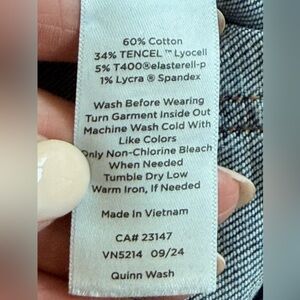 60% Cotton
34% TENCEL™ Lyocell
5% T400®elasterell-p
1% Lycra ® Spandex
Wash Before Wearing
Turn Garment Inside Out
Machine Wash Cold With
Like Colors
Only Non-Chlorine Bleach
When Needed
Tumble Dry Low
Warm Iron, If Needed
Made In Vietnam
CA# 23147
VN5214 09/24
Quinn Wash